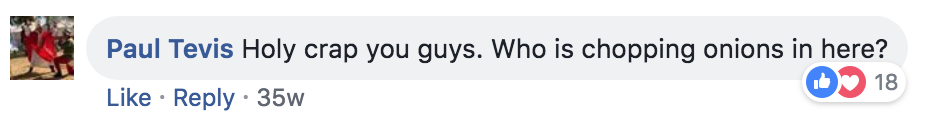 Paul Tevis Holy crap you guys. Who is chopping onions in here?
18
Like · Reply · 35w